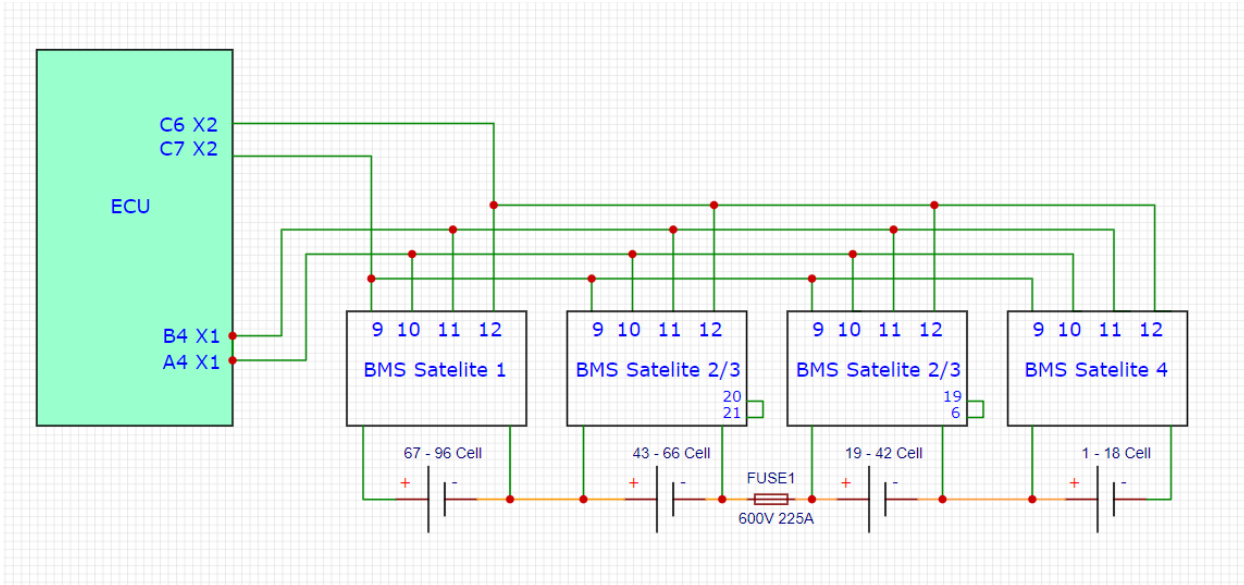 C6 X2
C7 X2
ECU
B4 X1
A4 X1
9 10 11 12
BMS Satelite 1
9 10 11 12
BMS Satelite 2/3
20
21
9 10 11 12
BMS Satelite 2/3
19
6
9 10 11 12
BMS Satelite 4
67 - 96 Cell
+ -
43 - 66 Cell
+ -
FUSE1
600V 225A
19 - 42 Cell
+ -
1 - 18 Cell
+ -